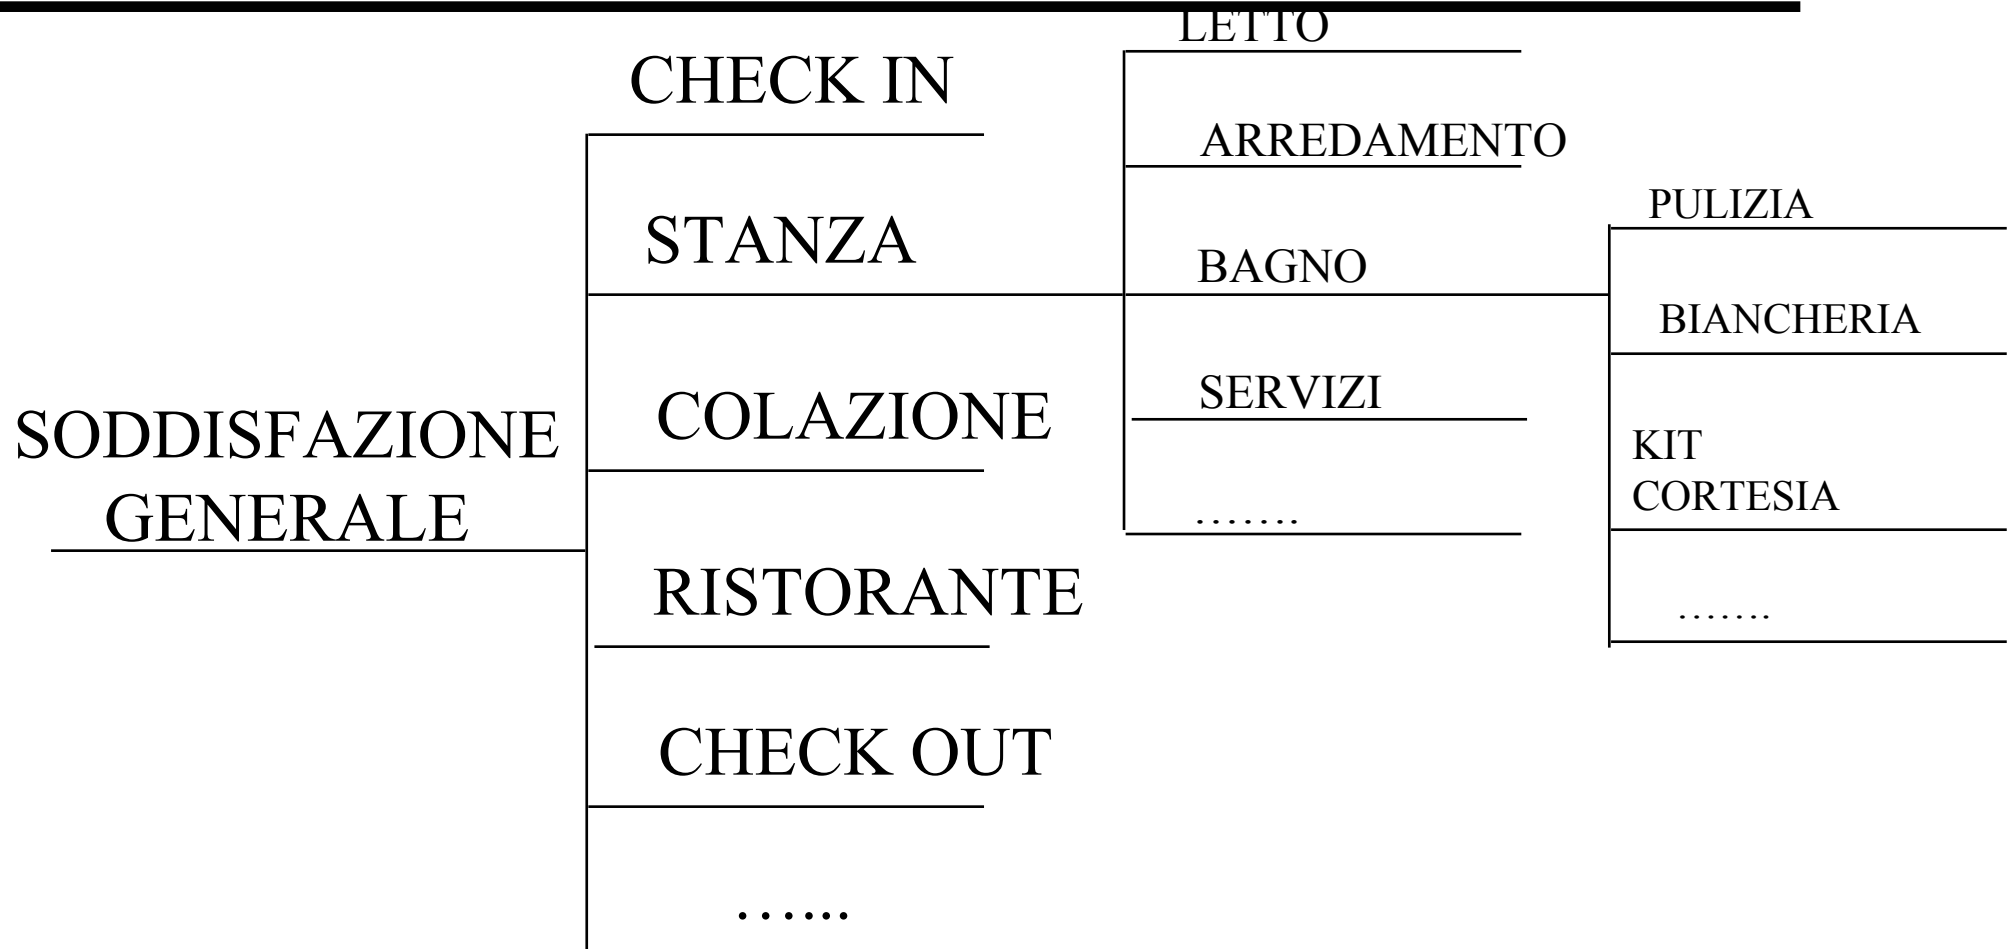 LETTO
CHECK IN
ARREDAMENTO
PULIZIA
STANZA
BAGNO
BIANCHERIA
SERVIZI
COLAZIONE
SODDISFAZIONE
GENERALE
KIT
CORTESIA
…….
…….
RISTORANTE
CHECK OUT
…...